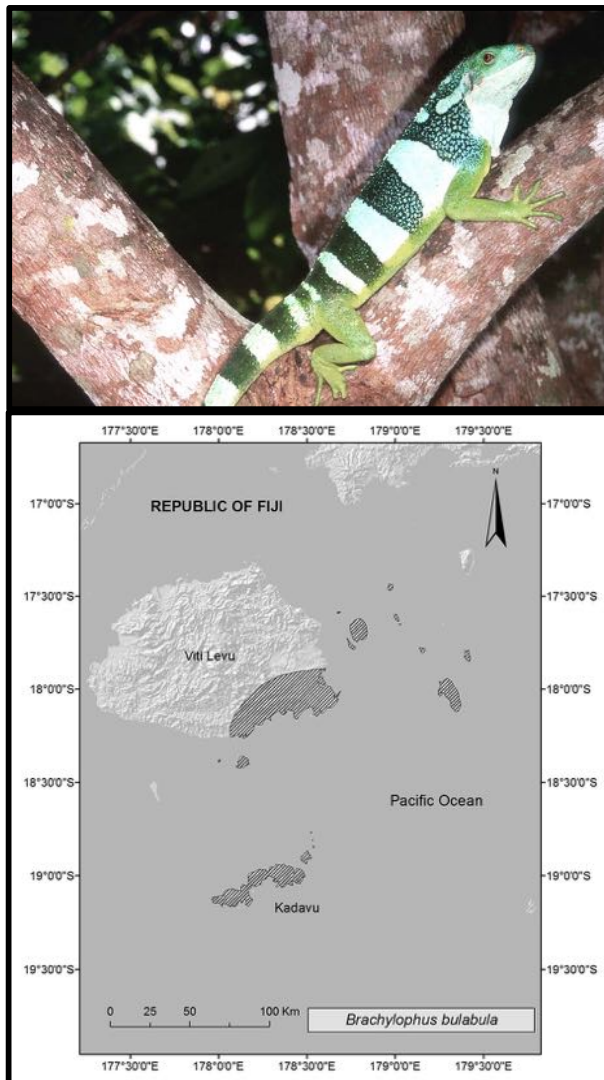 177°30'0"E 178°0'0"E 178°30'0"E 179°0'0"E 179°30'0"E
N
17°0'0"S 17°0'0"S
REPUBLIC OF FIJI
17°30'0"S 17°30'0"S
Viti Levu
18°0'0"S 18°0'0"S
18°30'0"S 18°30'0"S
Pacific Ocean
19°0'0"S 19°0'0"S
Kadavu
19°30'0"S 19°30'0"S
0 25 50 100 Km
Brachylophus bulabula
177°30'0"E 178°0'0"E 178°30'0"E 179°0'0"E 179°30'0"E